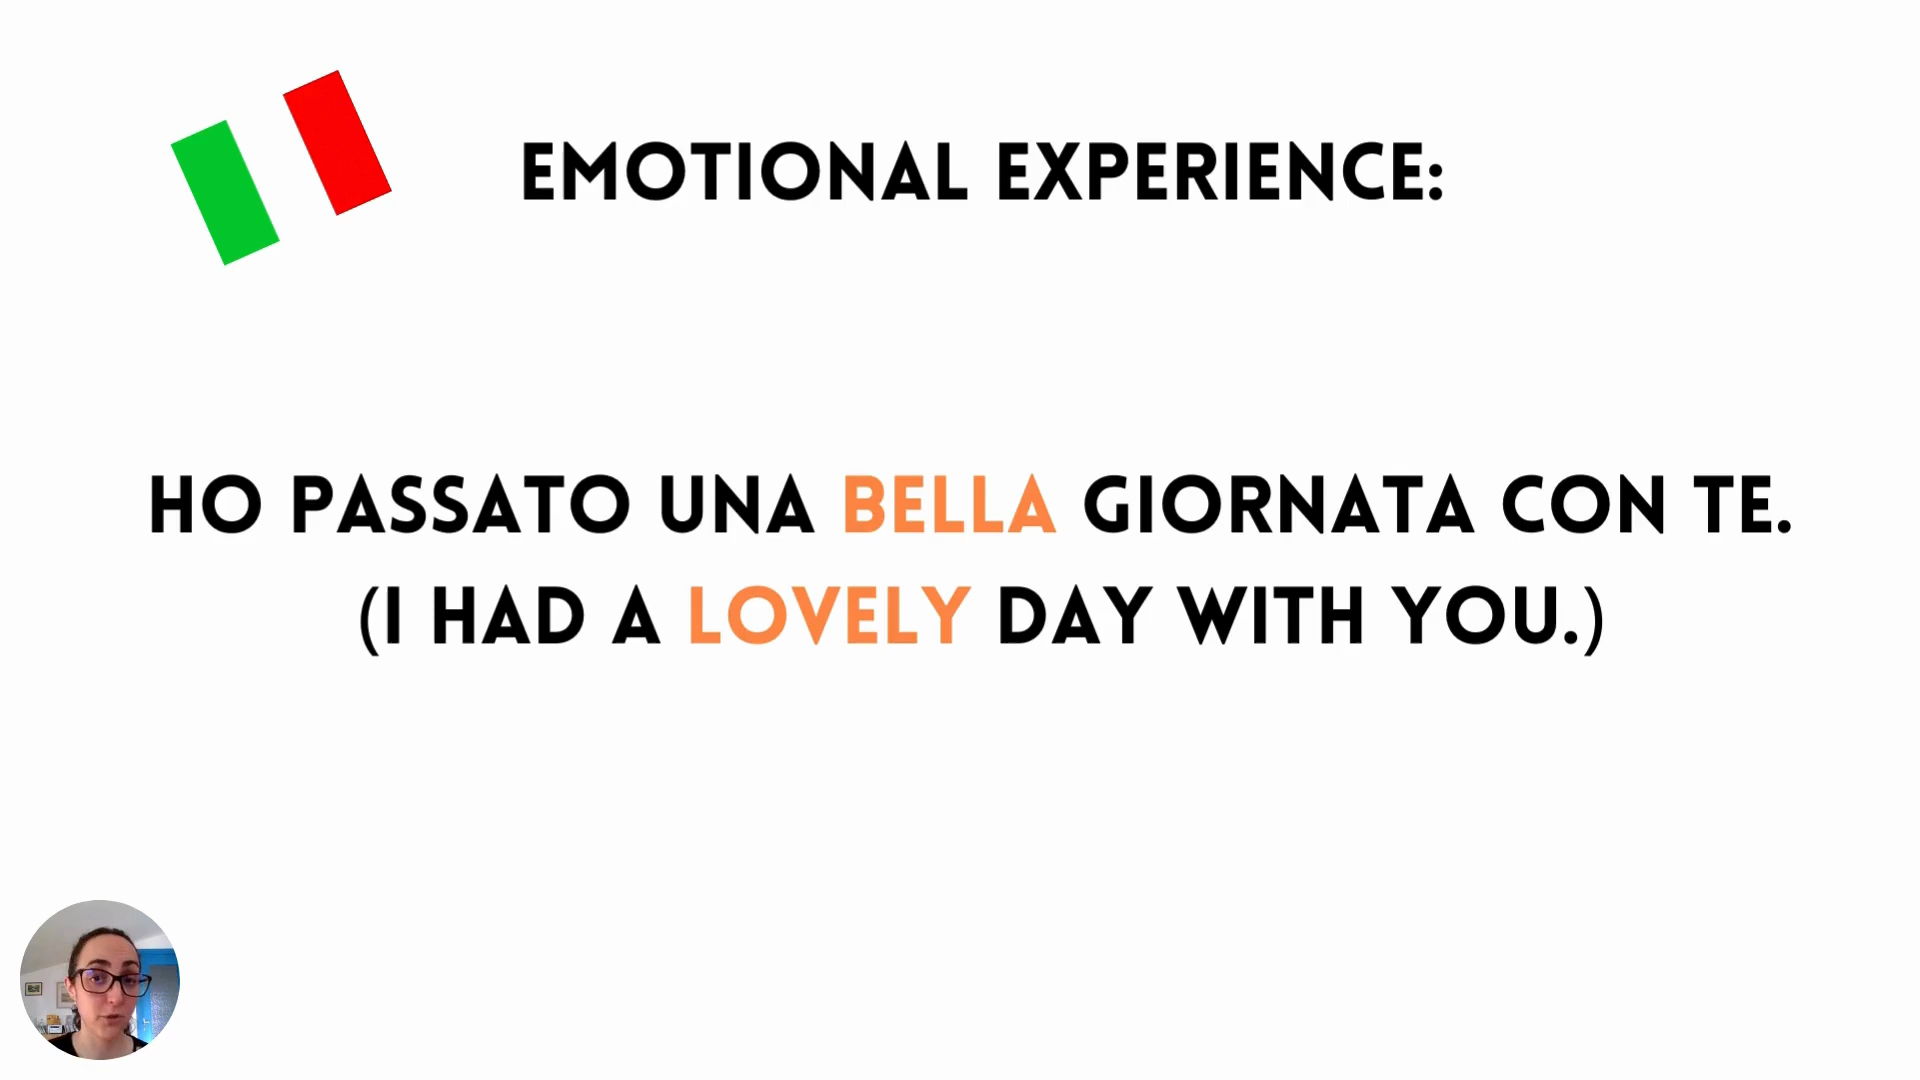 EMOTIONAL EXPERIENCE:
HO PASSATO UNA BELLA GIORNATA CON TE.
(I HAD A LOVELY DAY WITH YOU.)